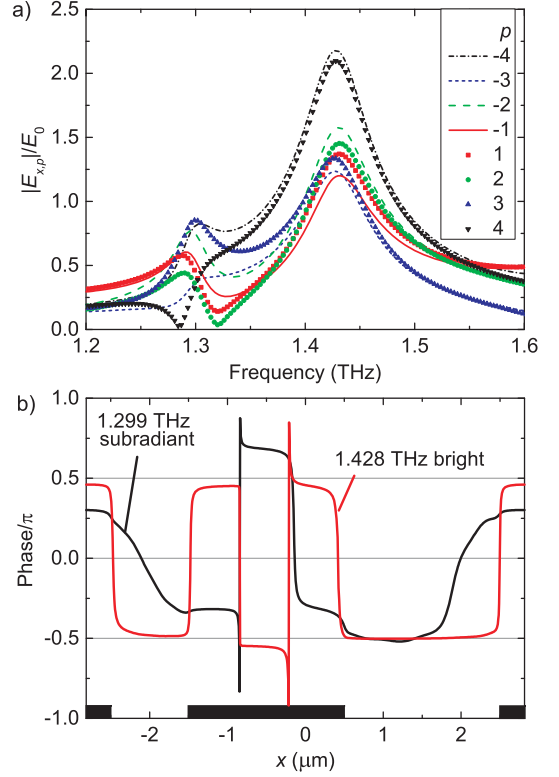 a)
|E_{x,p}|/E_0
2.5
2.0
1.5
1.0
0.5
0.0
p
-4
-3
-2
-1
1
2
3
4
1.2 1.3 1.4 1.5 1.6
Frequency (THz)
b)
Phase/π
1.0
0.5
0.0
-0.5
-1.0
1.299 THz
subradiant
1.428 THz bright
-2 -1 0 1 2
x (μm)